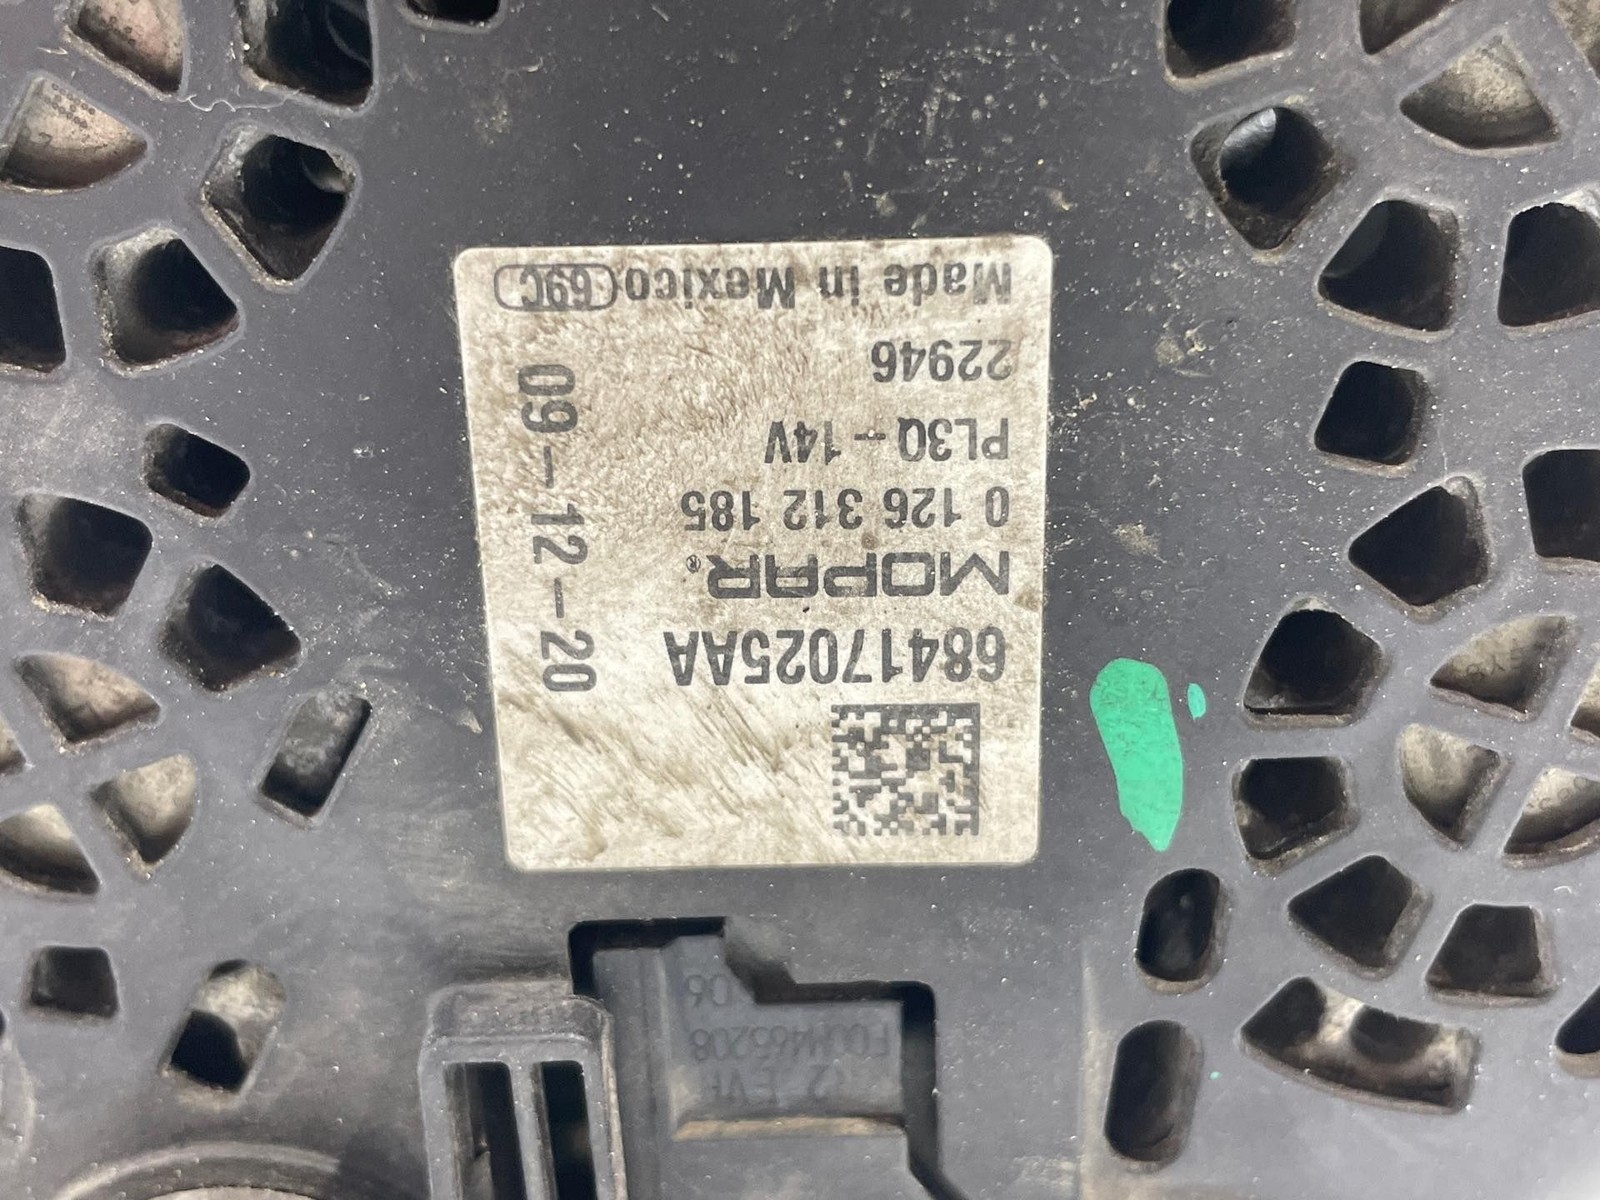 68417025AA
MOPAR®
0 126 312 185
PL3Q - 14V
22946
Made in Mexico 69C
09-12-20